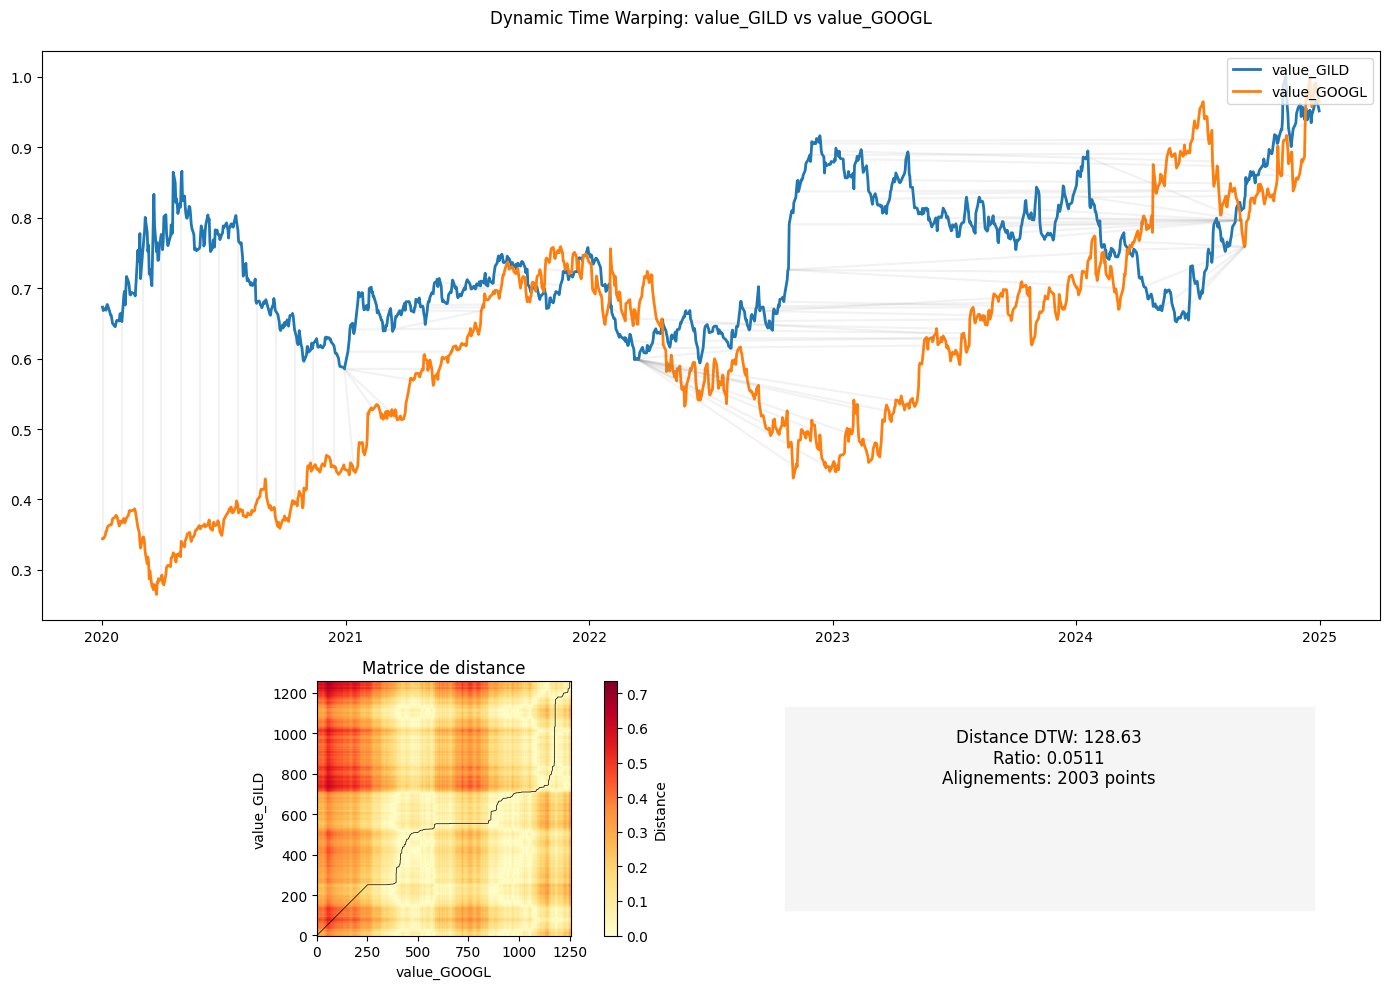 Dynamic Time Warping: value_GILD vs value_GOOGL
1.0
0.9
0.8
0.7
0.6
0.5
0.4
0.3
value_GILD
value_GOOGL
2020 2021 2022 2023 2024 2025
Matrice de distance
value_GILD
1200
1000
800
600
400
200
0
0 250 500 750 1000 1250
value_GOOGL
0.7
0.6
0.5
0.4
0.3
0.2
0.1
0.0
Distance
Distance DTW: 128.63
Ratio: 0.0511
Alignements: 2003 points